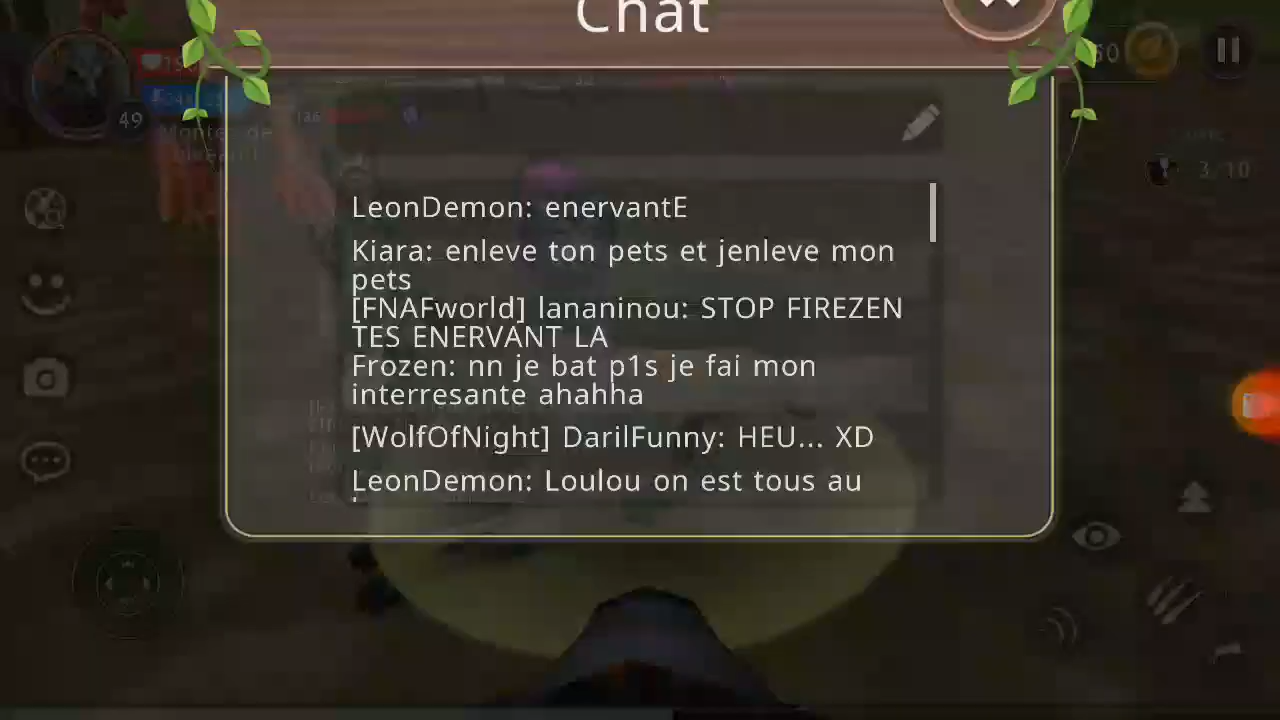 Chat
49
3/10
LeonDemon: enervantE
Kiara: enleve ton pets et jenleve mon
pets
[FNAFworld] lananinou: STOP FIREZEN
TES ENERVANT LA
Frozen: nn je bat p1s je fai mon
interresante ahahha
[WolfOfNight] DarilFunny: HEU... XD
LeonDemon: Loulou on est tous au